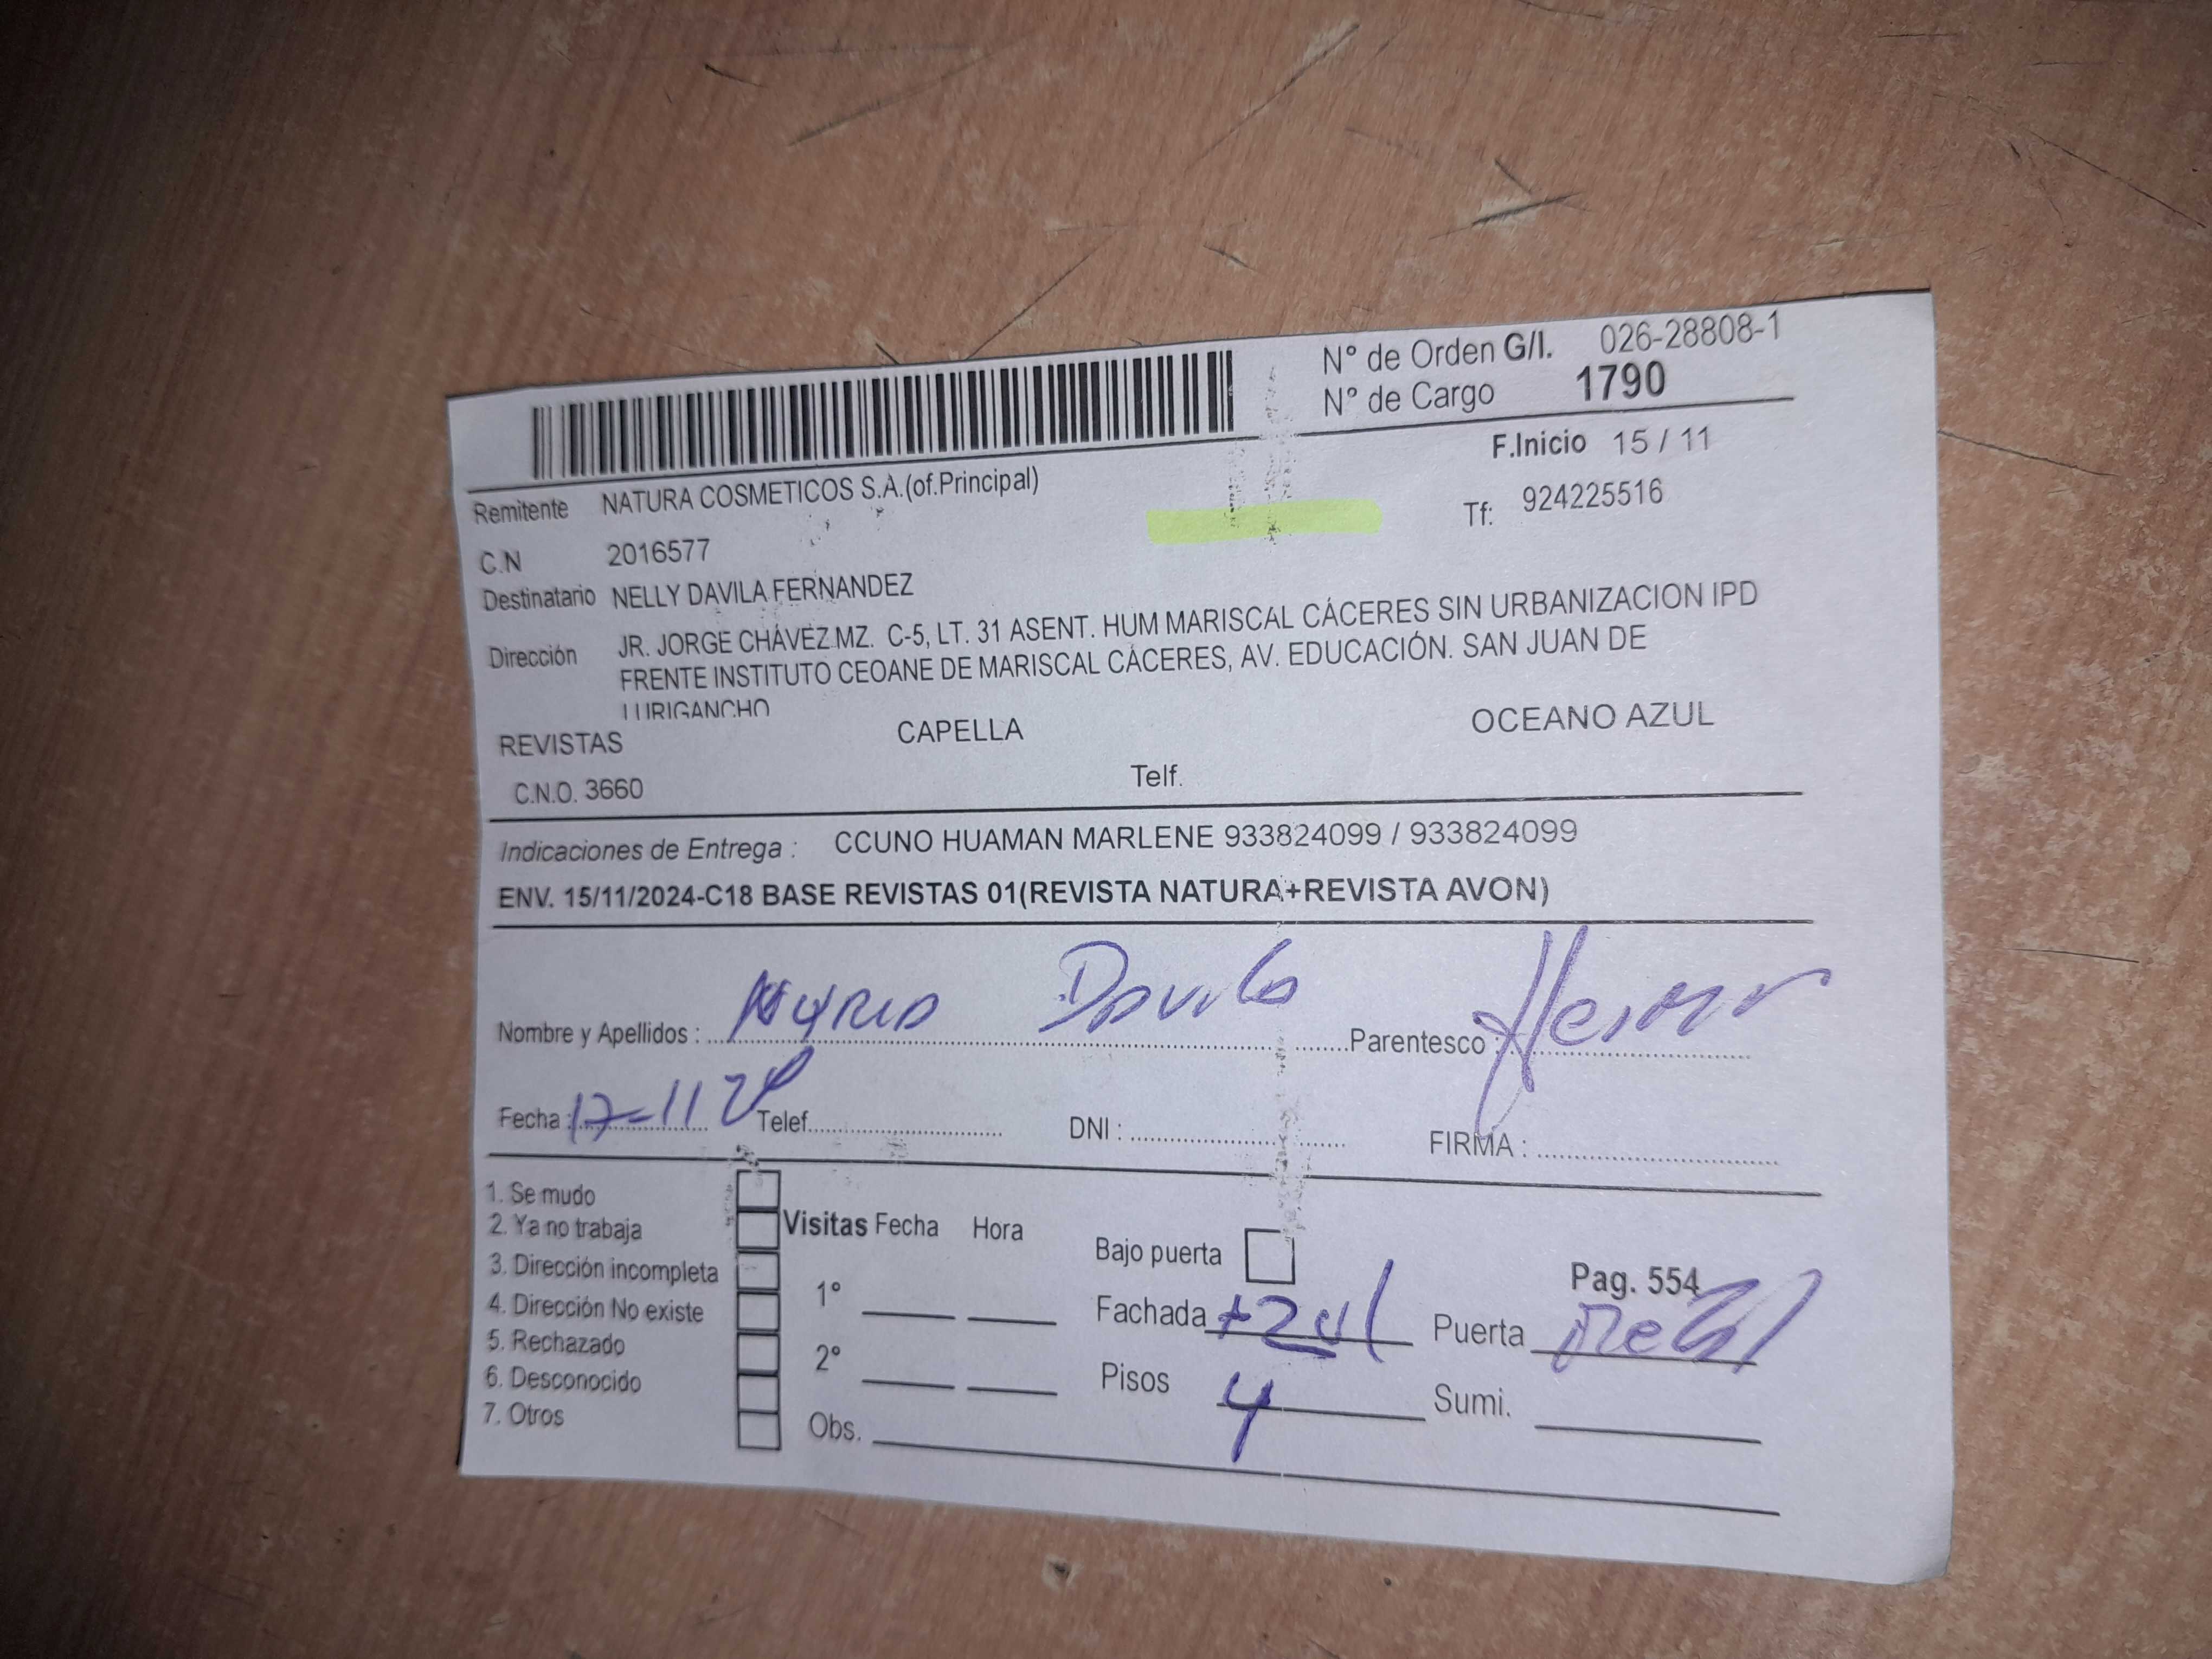 N° de Orden G/I. 026-28808-1
N° de Cargo 1790
F.Inicio 15 / 11
Remitente NATURA COSMETICOS S.A.(of.Principal)
Tf: 924225516
C.N 2016577
Destinatario NELLY DAVILA FERNANDEZ
Dirección JR. JORGE CHÁVEZ MZ. C-5, LT. 31 ASENT. HUM MARISCAL CÁCERES SIN URBANIZACION IPD
FRENTE INSTITUTO CEOANE DE MARISCAL CÁCERES, AV. EDUCACIÓN. SAN JUAN DE
LURIGANCHO
REVISTAS CAPELLA OCEANO AZUL
C.N.O. 3660 Telf.
Indicaciones de Entrega : CCUNO HUAMAN MARLENE 933824099 / 933824099
ENV. 15/11/2024-C18 BASE REVISTAS 01(REVISTA NATURA+REVISTA AVON)
Nombre y Apellidos : Davila Parentesco :
Fecha : 17-11 24 Telef. DNI : FIRMA :
1. Se mudo
2. Ya no trabaja
3. Dirección incompleta
4. Dirección No existe
5. Rechazado
6. Desconocido
7. Otros
Visitas Fecha Hora
1°
2°
Obs.
Bajo puerta
Pag. 554
Fachada Puerta
Pisos 4 Sumi.